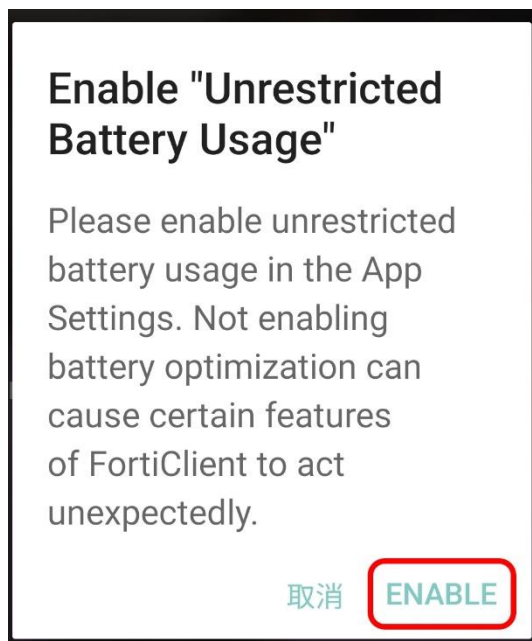 Enable "Unrestricted
Battery Usage"
Please enable unrestricted
battery usage in the App
Settings. Not enabling
battery optimization can
cause certain features
of FortiClient to act
unexpectedly.
取消 ENABLE